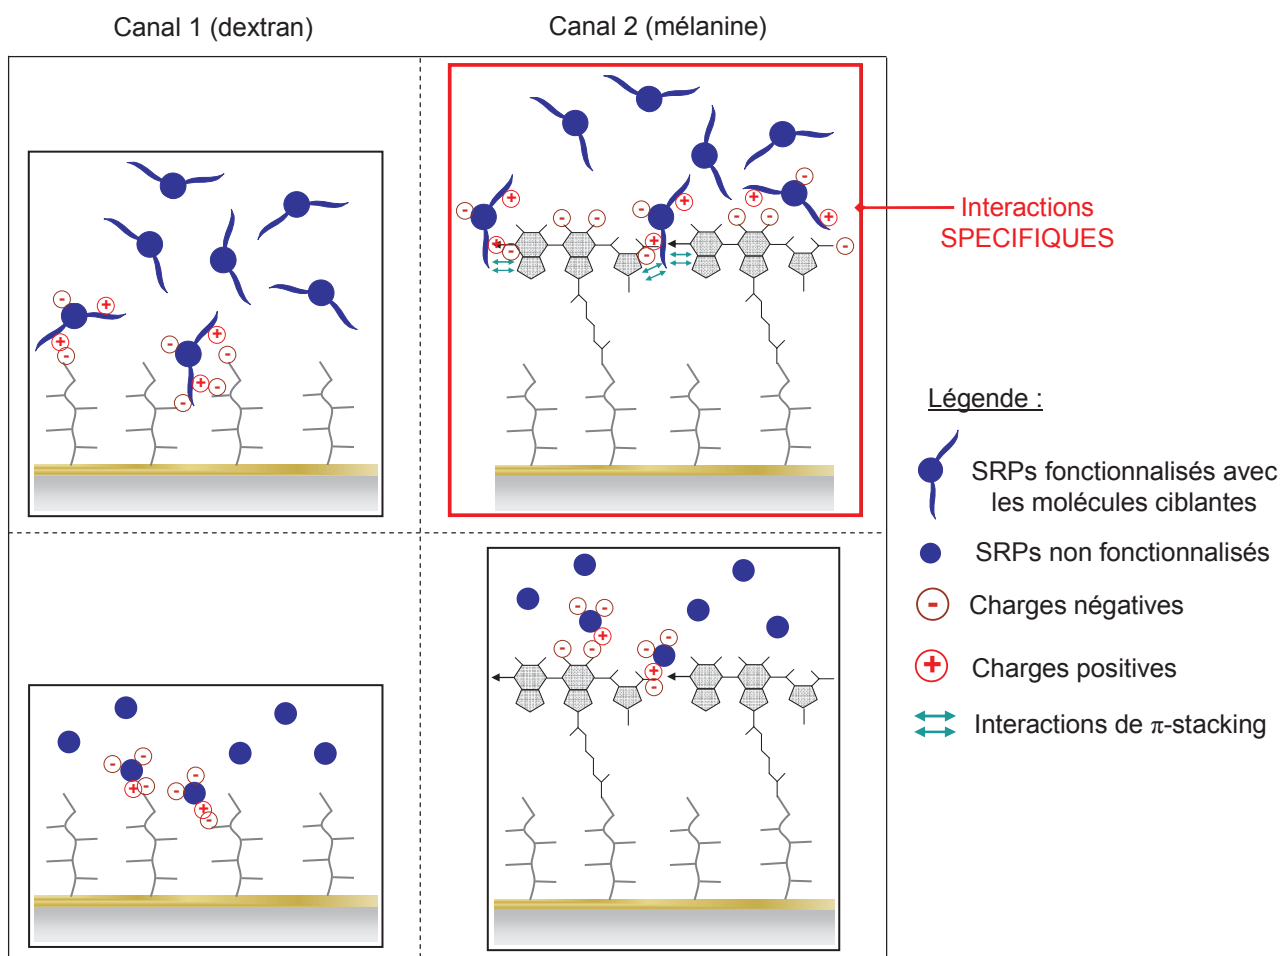 Canal 1 (dextran)
Canal 2 (mélanine)
Interactions
SPECIFIQUES
Légende :
SRPs fonctionnalisés avec
les molécules ciblantes
SRPs non fonctionnalisés
Charges négatives
Charges positives
Interactions de π-stacking